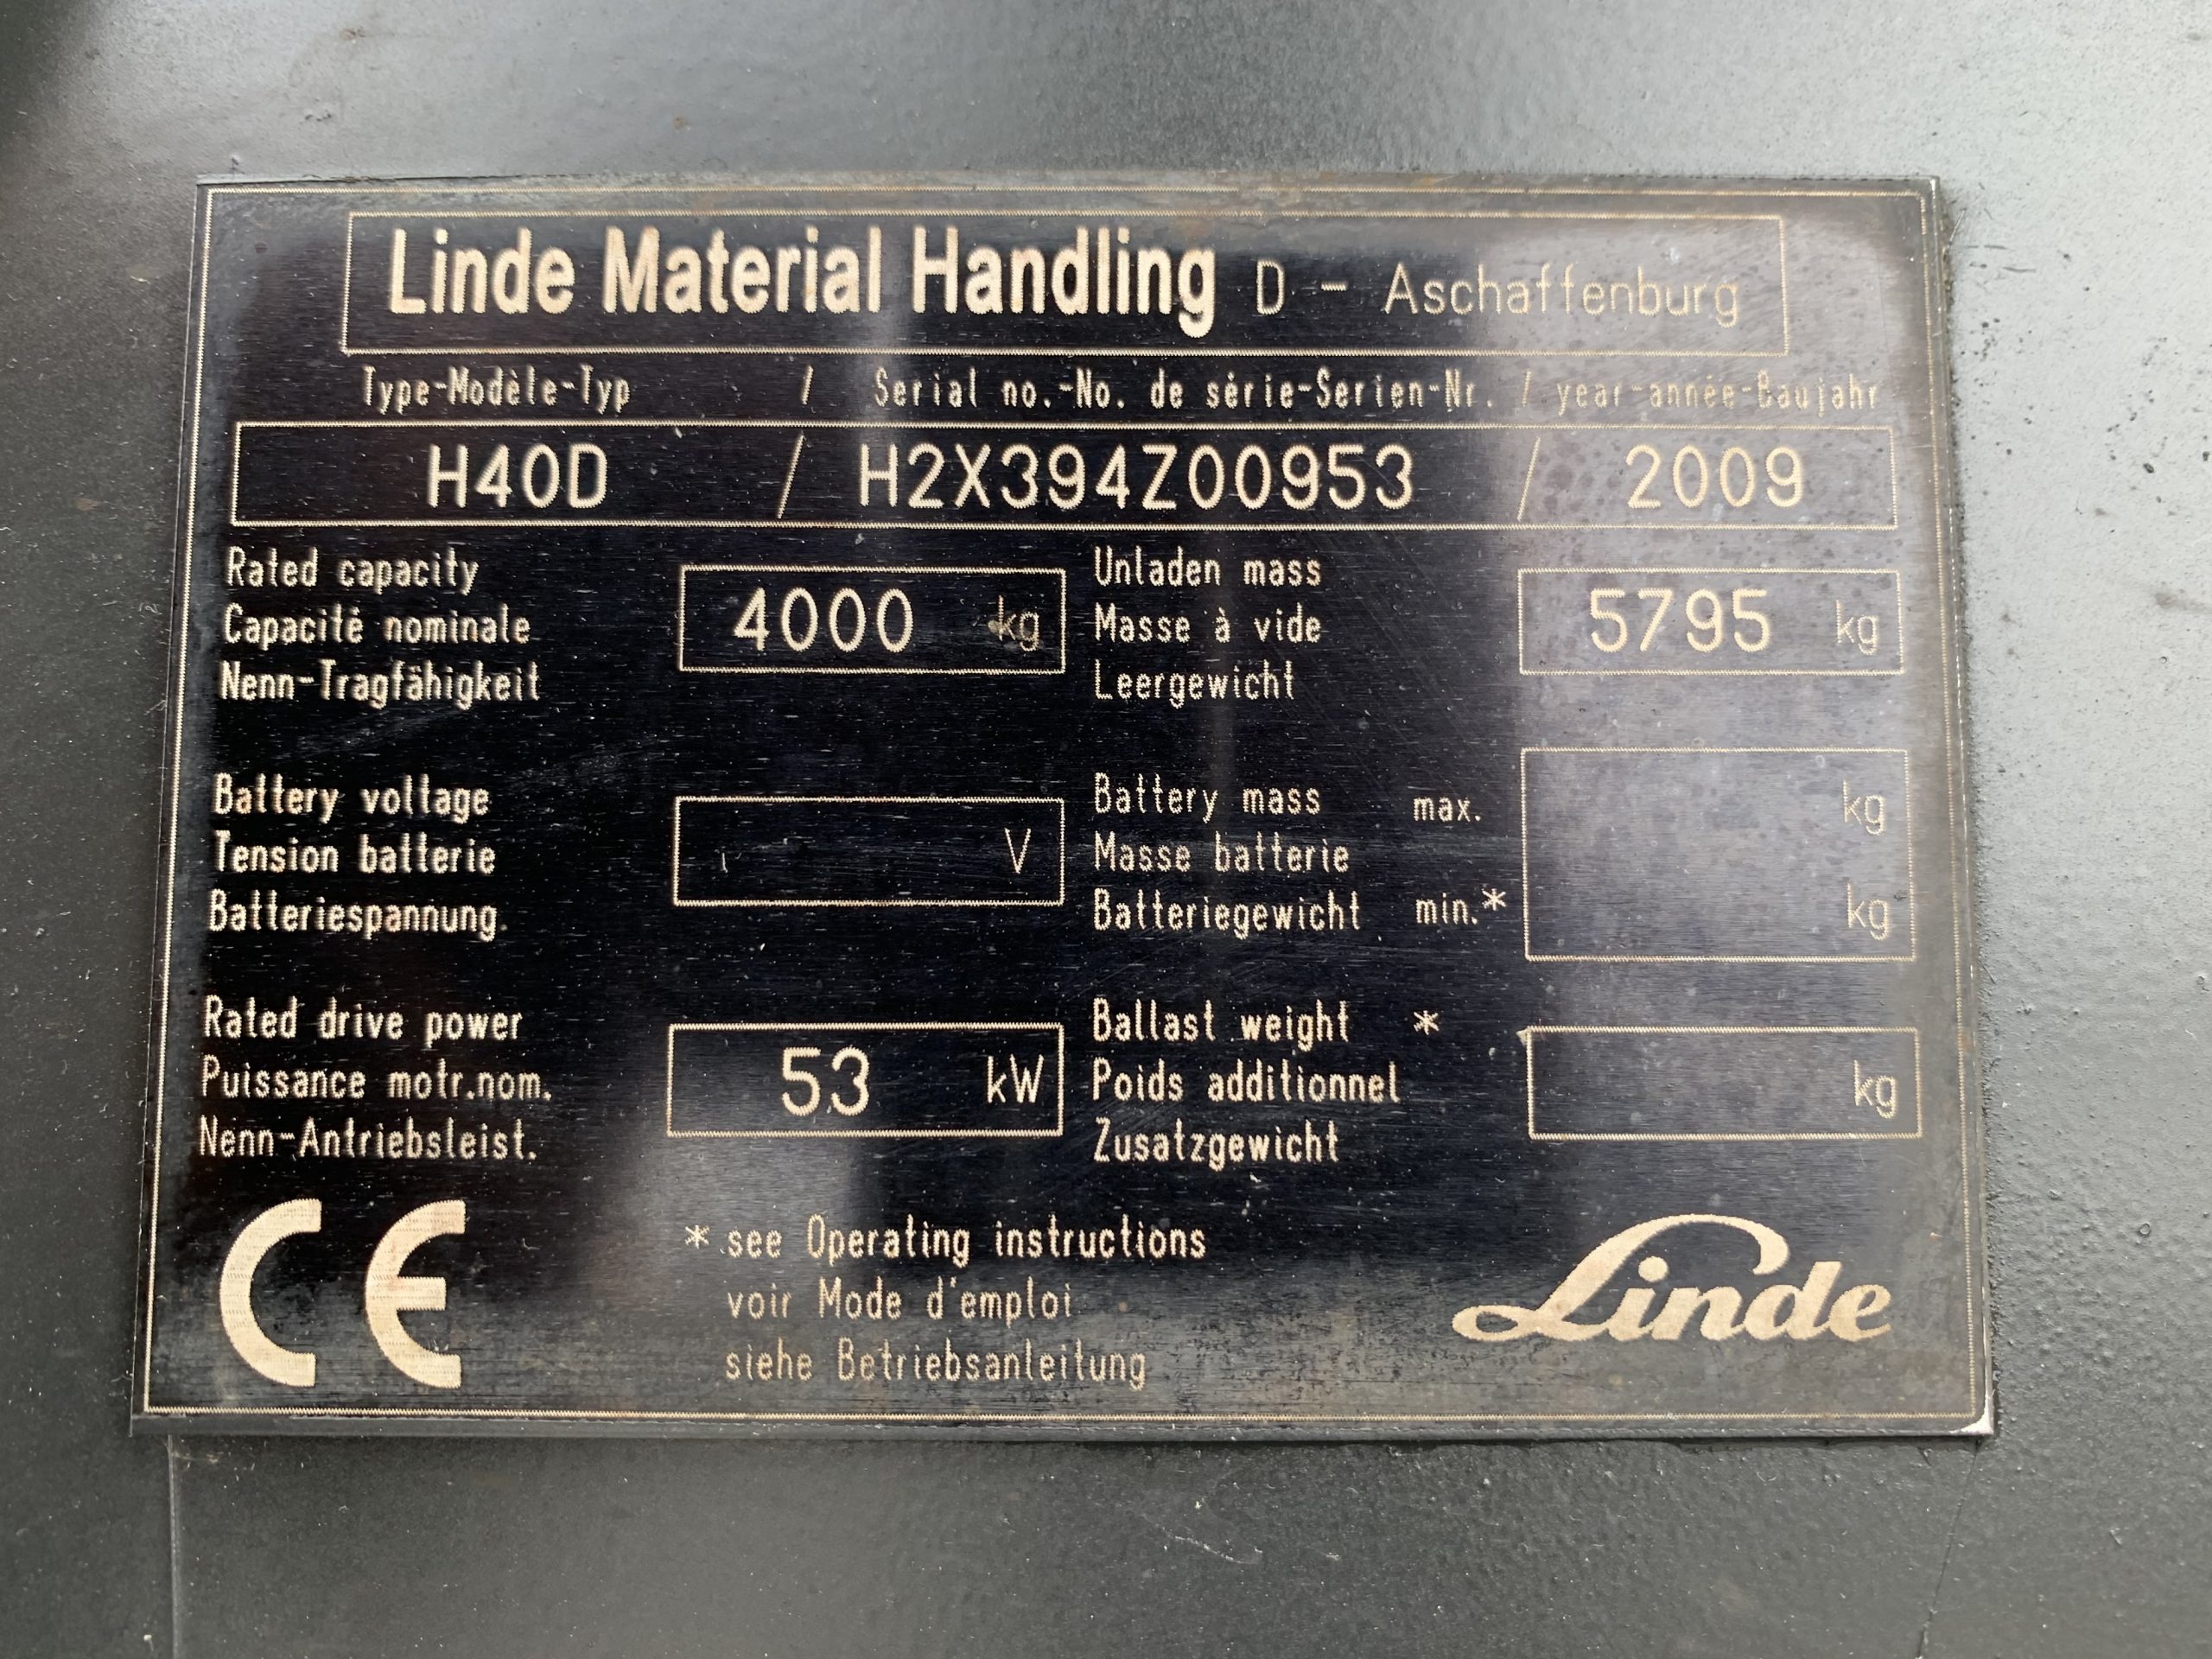 Linde Material Handling D - Aschaffenburg
Type-Modèle-Typ / Serial no.-No. de série-Serien-Nr. / year-année-Baujahr
H40D / H2X394Z00953 / 2009
Rated capacity
Capacité nominale
Nenn-Tragfähigkeit
4000 kg
Unladen mass
Masse à vide
Leergewicht
5795 kg
Battery voltage
Tension batterie
Batteriespannung
V
Battery mass max. kg
Masse batterie
Batteriegewicht min.* kg
Rated drive power
Puissance motr.nom.
Nenn-Antriebsleist.
53 kW
Ballast weight *
Poids additionnel
Zusatzgewicht
kg
CE
* see Operating instructions
voir Mode d'emploi
siehe Betriebsanleitung
Linde